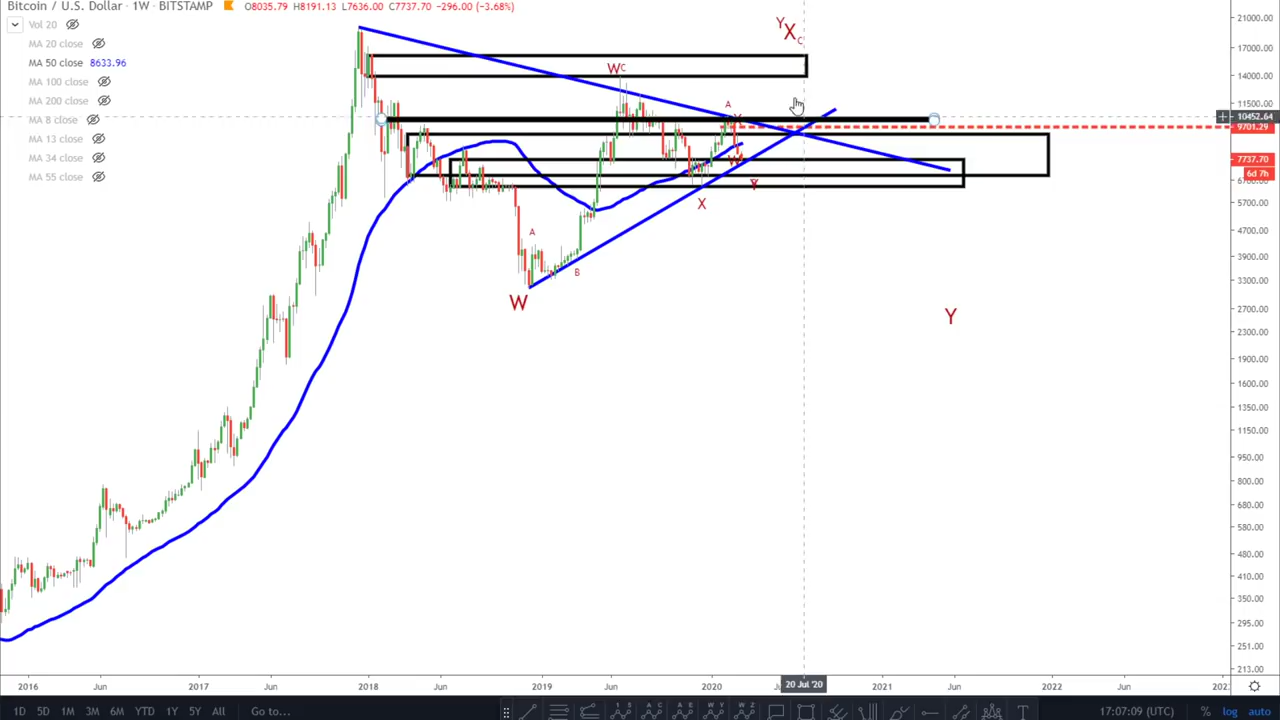 Bitcoin / U.S. Dollar · 1W · BITSTAMP O8035.79 H8191.13 L7636.00 C7737.70 −296.00 (−3.68%)
Vol 20
MA 20 close
MA 50 close 8633.96
MA 100 close
MA 200 close
MA 8 close
MA 13 close
MA 34 close
MA 55 close
Y
X
C
W
C
A
W
X
Y
A
B
W
Y
21000.00
17000.00
14000.00
11500.00
10452.64
9701.29
7737.70
6d 7h
5700.00
4700.00
3900.00
3300.00
2700.00
2300.00
1900.00
1600.00
1350.00
1150.00
950.00
800.00
680.00
580.00
480.00
410.00
350.00
295.00
251.00
213.00
2016 Jun 2017 Jun 2018 Jun 2019 Jun 2020 20 Jul '20 2021 Jun 2022 Jun
1D 5D 1M 3M 6M YTD 1Y 5Y All Go to... 17:07:09 (UTC) % log auto